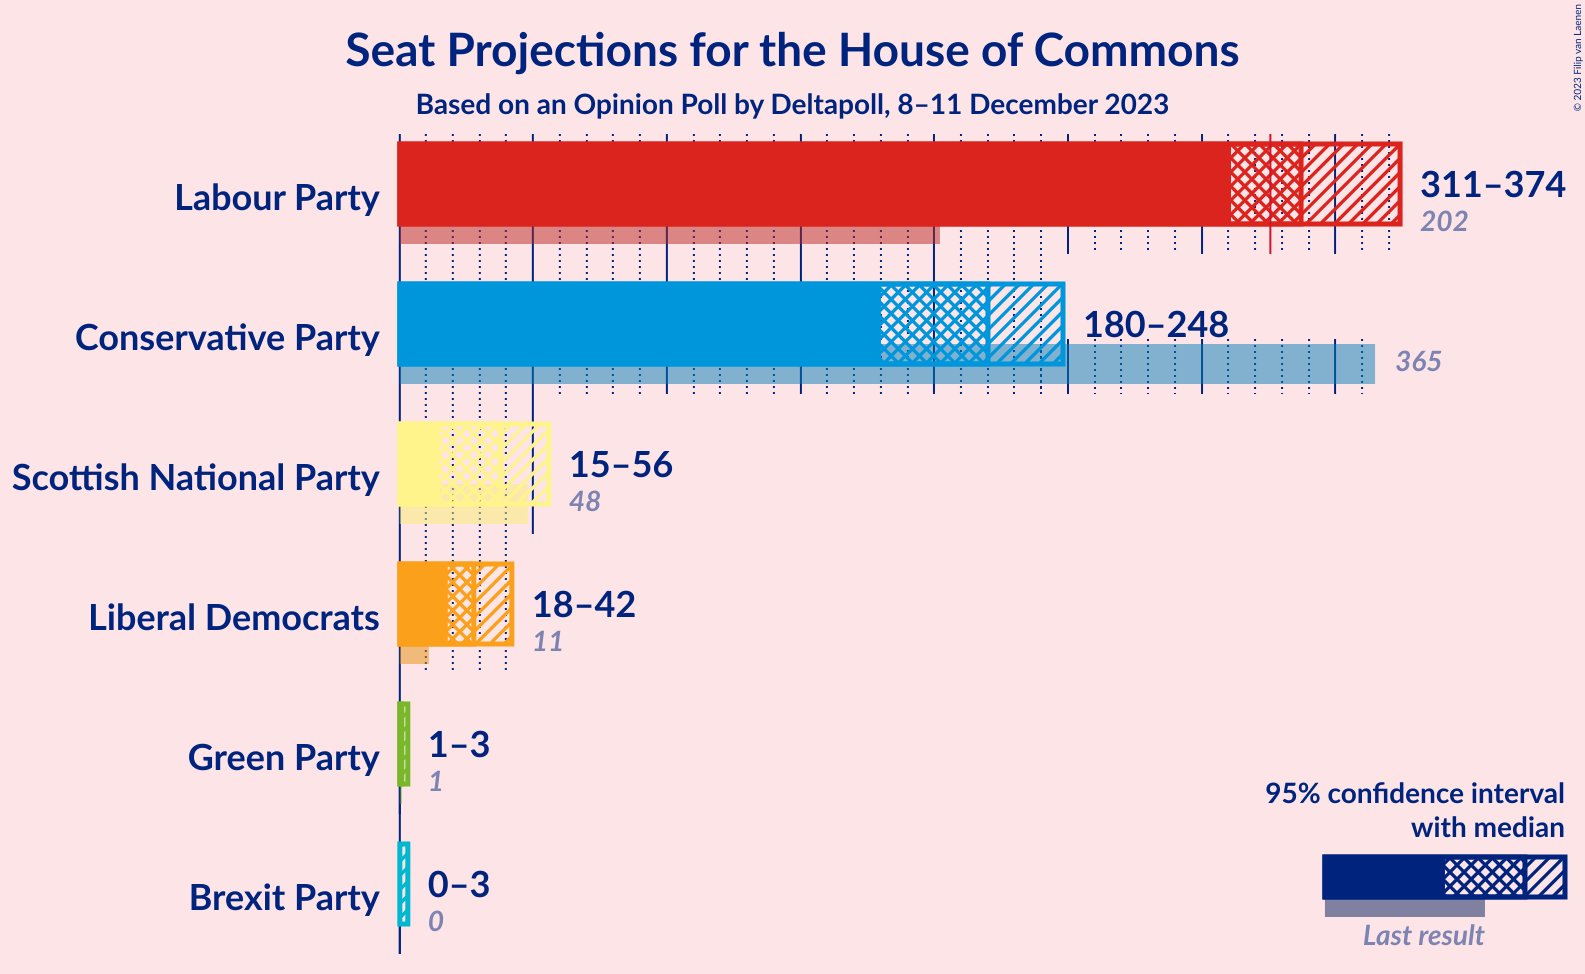 Seat Projections for the House of Commons
Based on an Opinion Poll by Deltapoll, 8–11 December 2023
© 2023 Filip van Laenen
Labour Party
311–374
202
Conservative Party
180–248
365
Scottish National Party
15–56
48
Liberal Democrats
18–42
11
Green Party
1–3
1
Brexit Party
0–3
0
95% confidence interval
with median
Last result